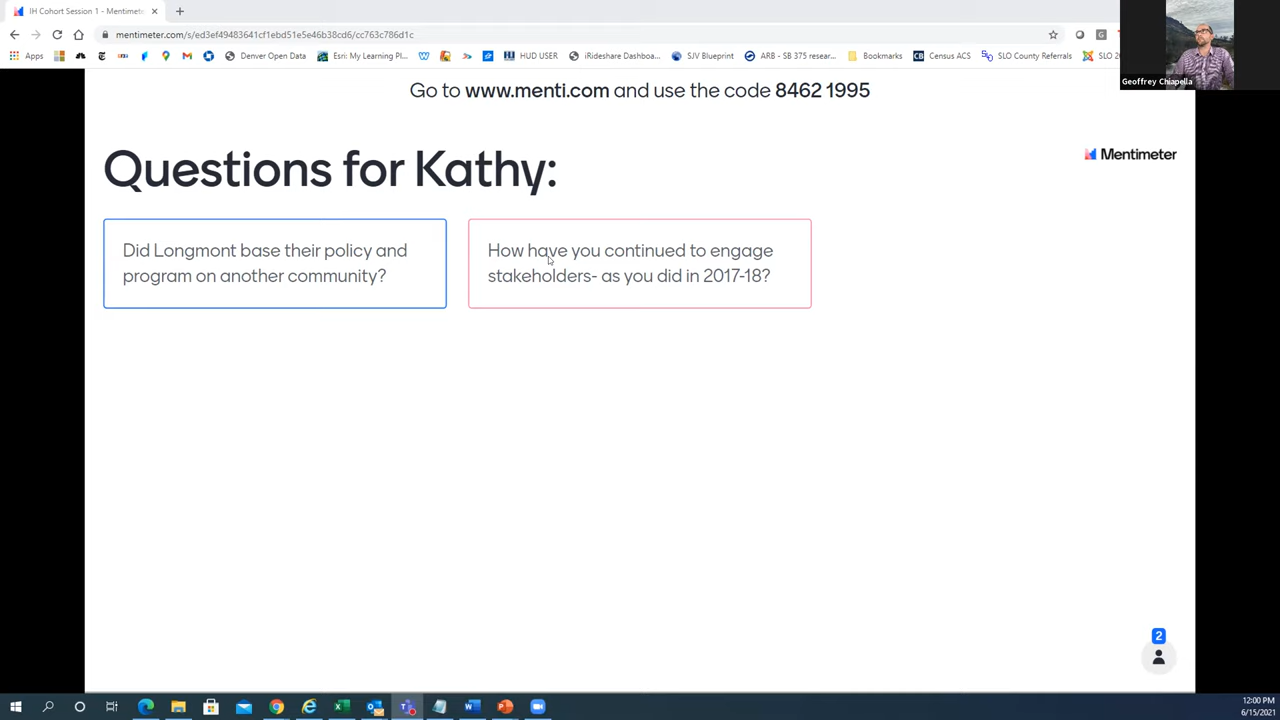 IH Cohort Session 1 - Mentimete
mentimeter.com/s/ed3ef49483641cf1ebd51e5e46b38cd6/cc763c786d1c
Apps
Denver Open Data
Esri: My Learning Pl...
HUD USER
iRideshare Dashboa...
SJV Blueprint
ARB - SB 375 resear...
Bookmarks
Census ACS
SLO County Referrals
SLO 2
Geoffrey Chiapella
Go to www.menti.com and use the code 8462 1995
Mentimeter
Questions for Kathy:
Did Longmont base their policy and
program on another community?
How have you continued to engage
stakeholders- as you did in 2017-18?
2
12:00 PM
6/15/2021